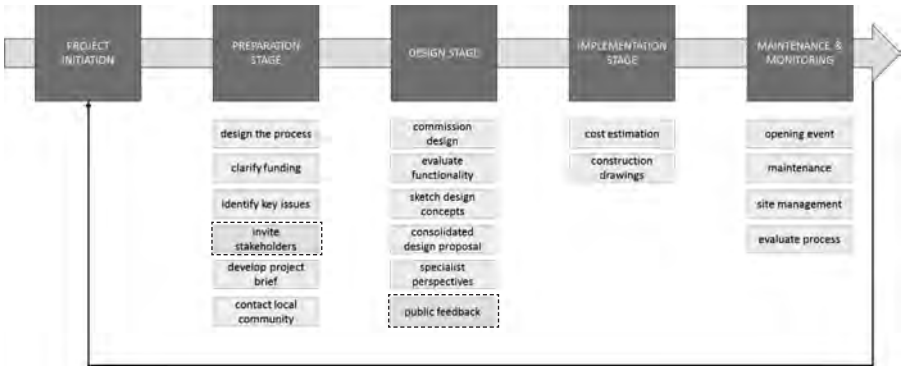 PROJECT
INITIATION
PREPARATION
STAGE
DESIGN STAGE
IMPLEMENTATION
STAGE
MAINTENANCE &
MONITORING
design the process
clarify funding
identify key issues
invite
stakeholders
develop project
brief
contact local
community
commission
design
evaluate
functionality
sketch design
concepts
consolidated
design proposal
specialist
perspectives
public feedback
cost estimation
construction
drawings
opening event
maintenance
site management
evaluate process